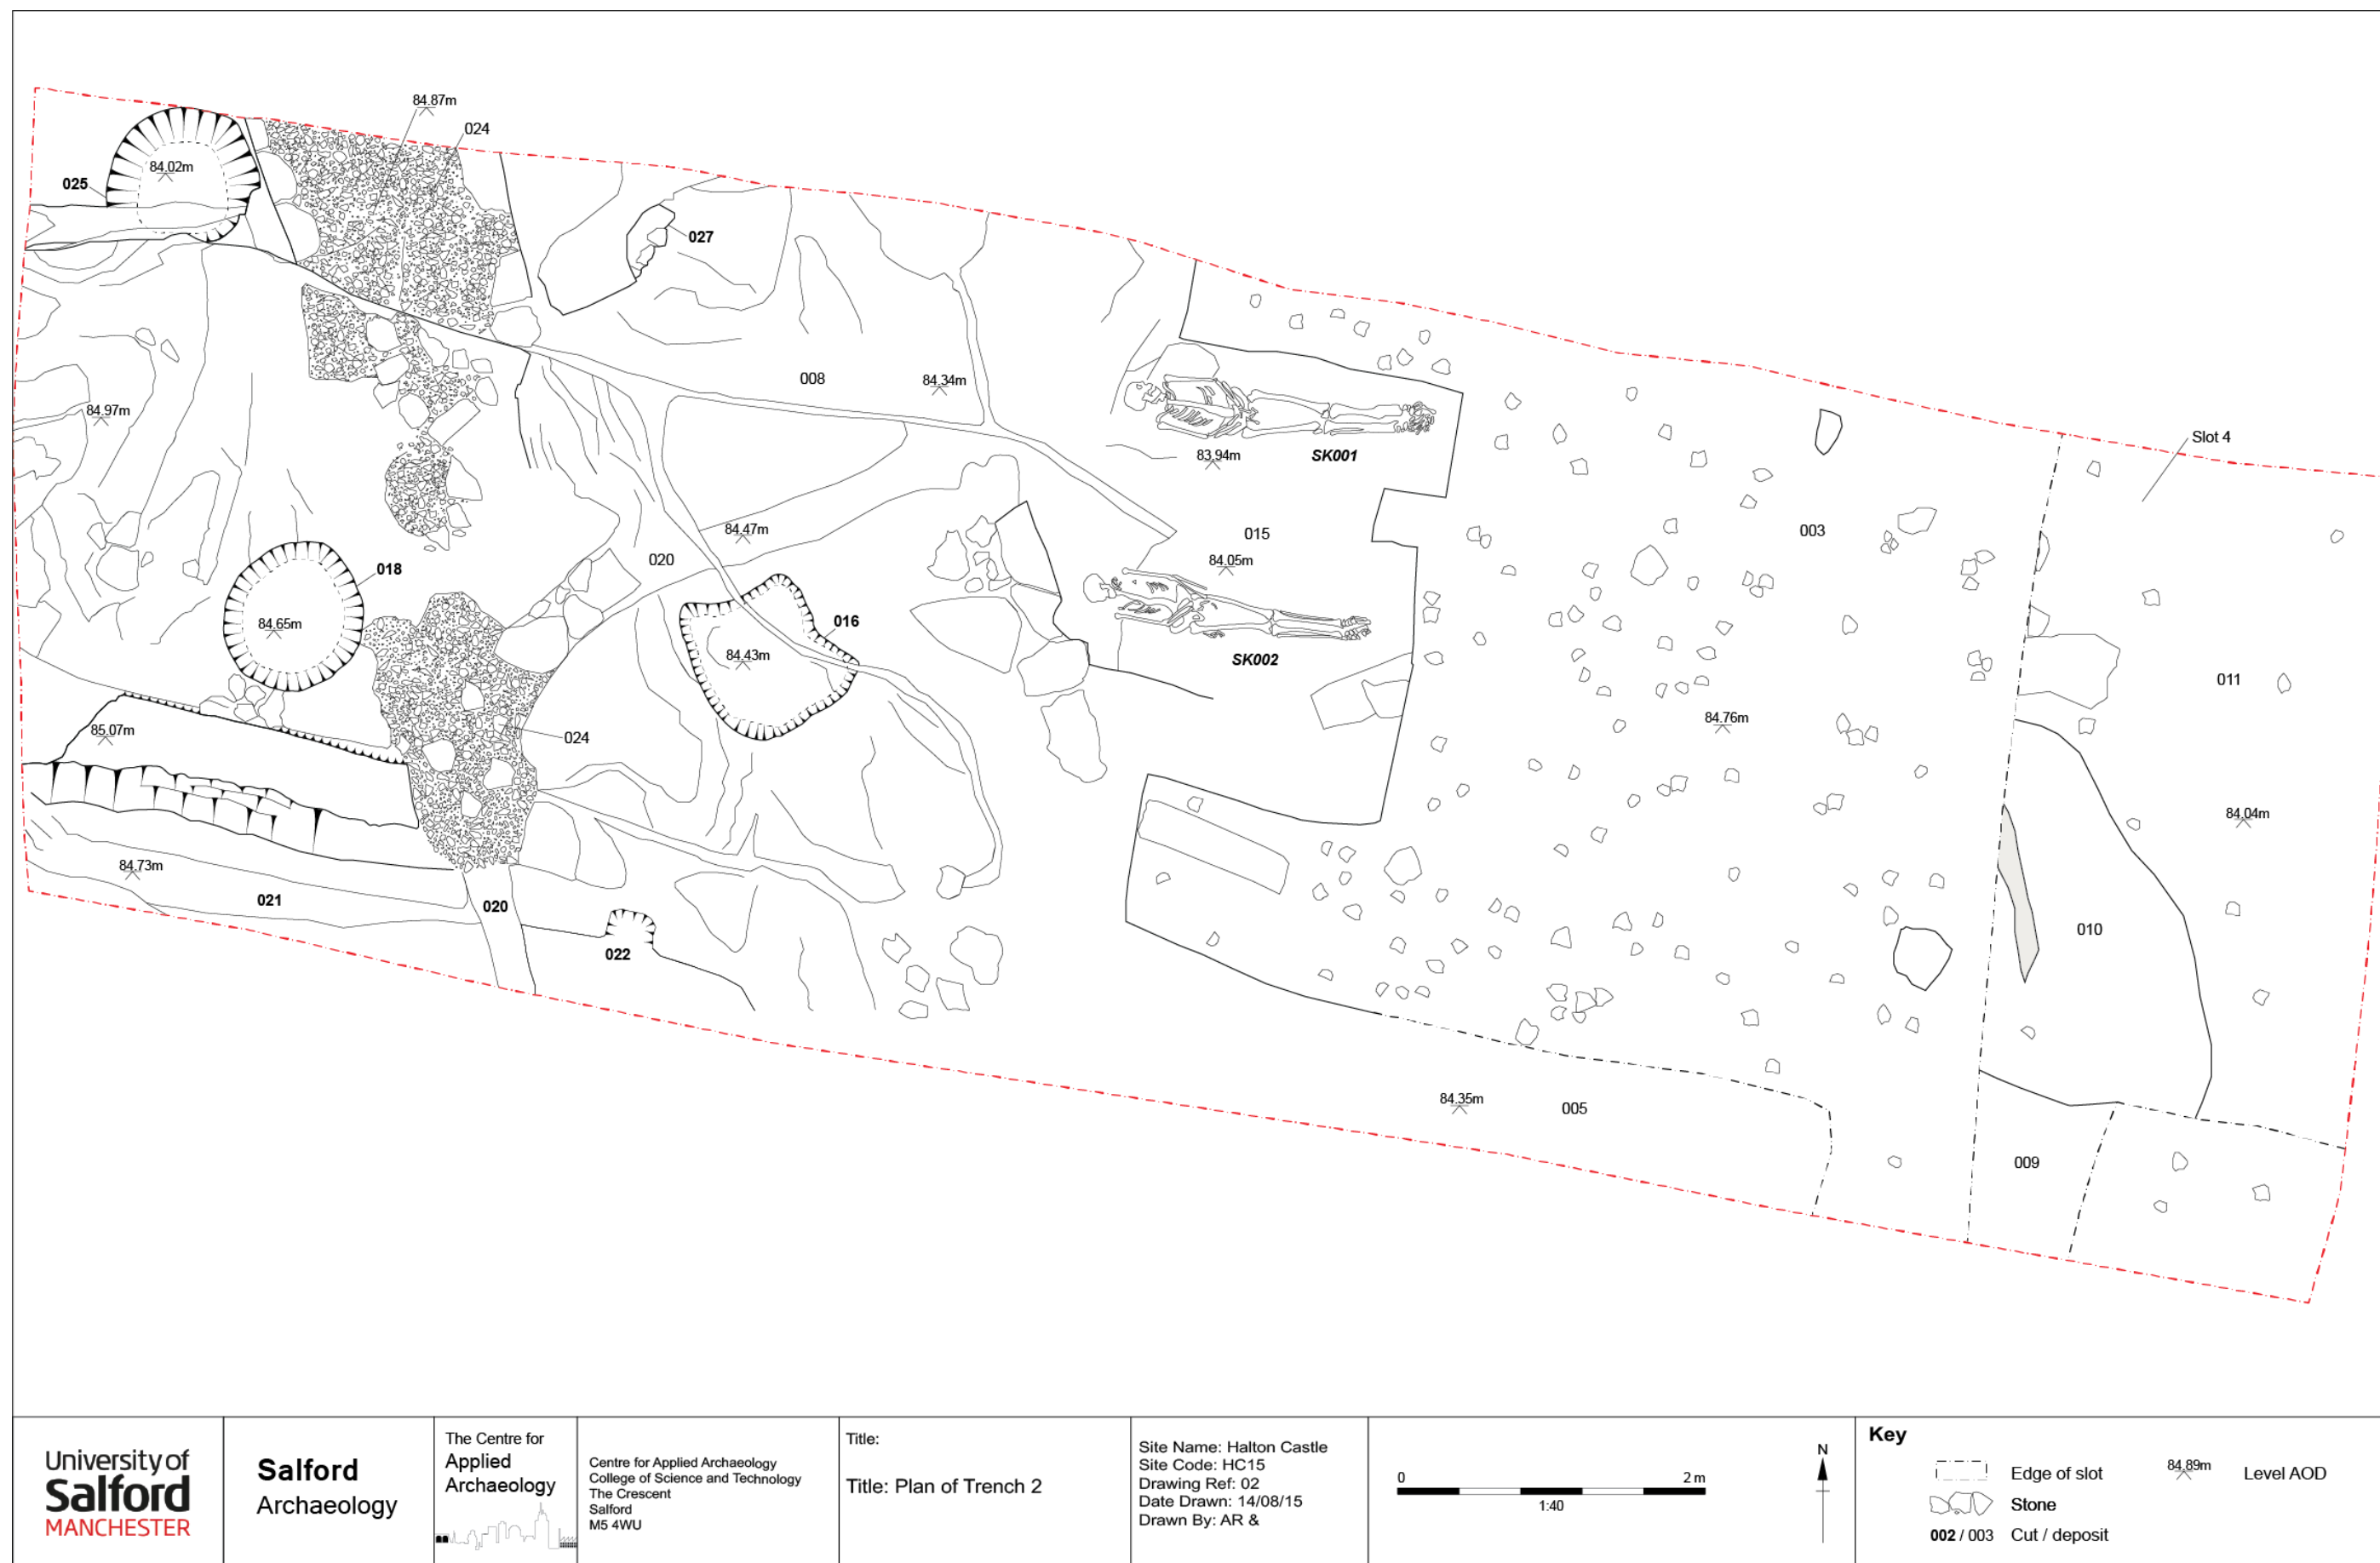 84.87m
024
84.02m
025
027
84.97m
008
84.34m
Slot 4
83.94m
SK001
003
84.47m
015
020
84.05m
018
84.65m
016
84.43m
SK002
011
84.76m
85.07m
024
84.04m
84.73m
021
020
010
022
84.35m
005
009
University of
Salford
MANCHESTER
Salford
Archaeology
The Centre for
Applied
Archaeology
Centre for Applied Archaeology
College of Science and Technology
The Crescent
Salford
M5 4WU
Title:
Title: Plan of Trench 2
Site Name: Halton Castle
Site Code: HC15
Drawing Ref: 02
Date Drawn: 14/08/15
Drawn By: AR &
0 2 m
1:40
N
Key
Edge of slot
84.89m Level AOD
Stone
002 / 003 Cut / deposit